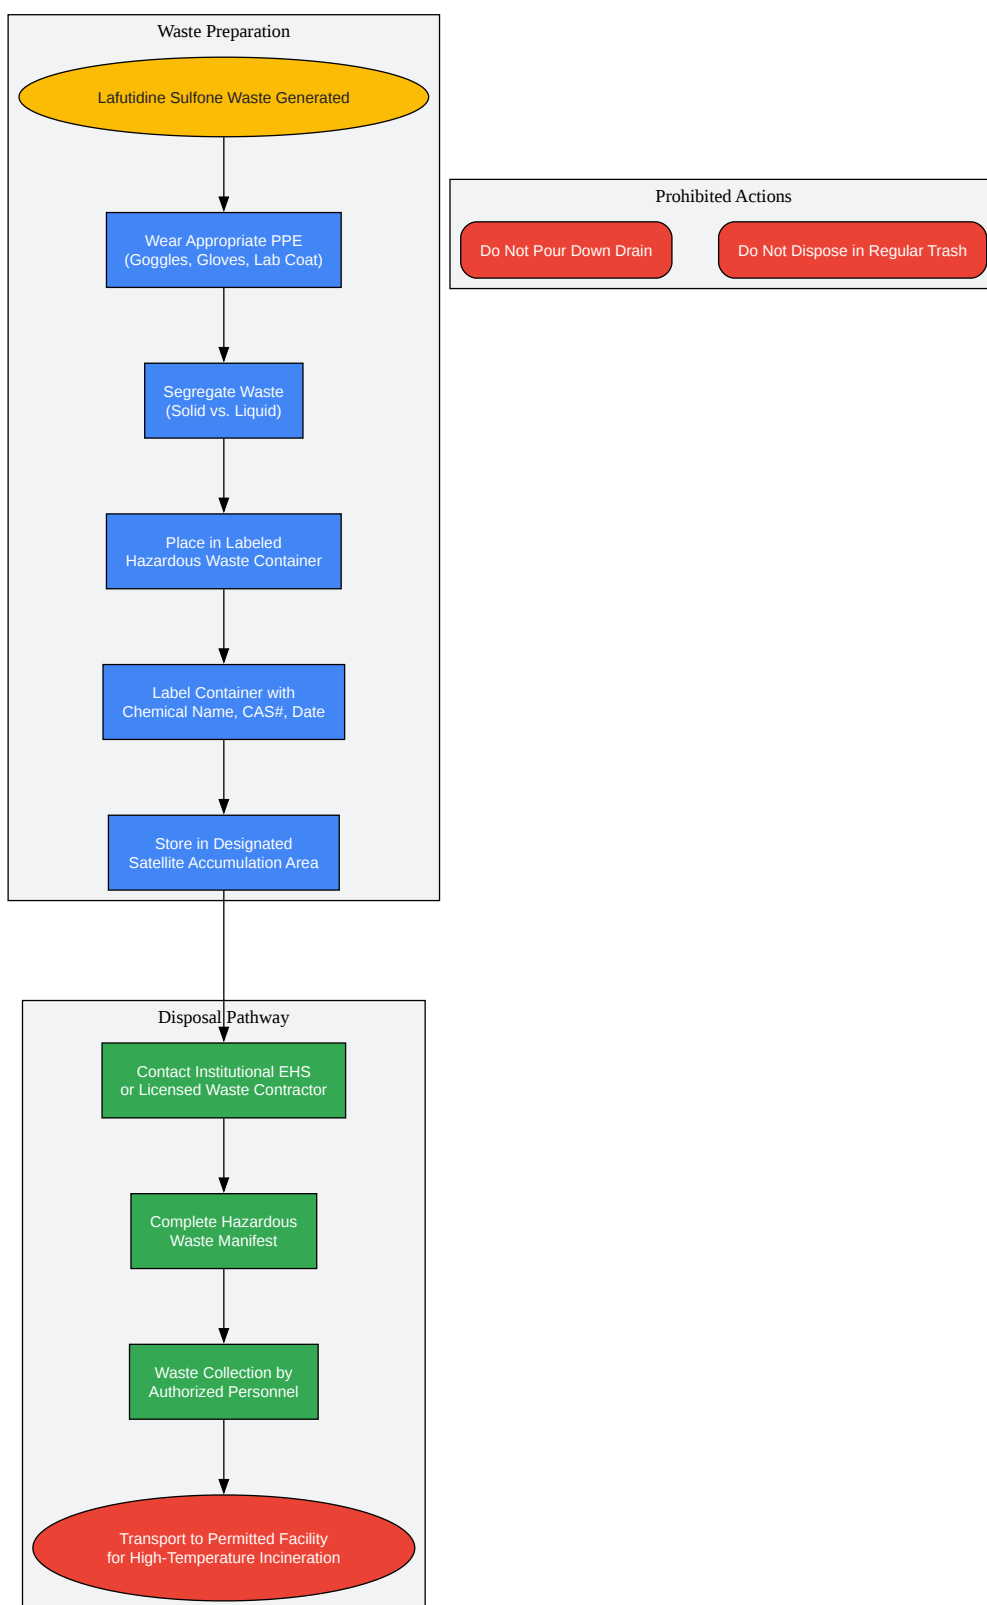 Waste Preparation
Lafutidine Sulfone Waste Generated
Wear Appropriate PPE
(Goggles, Gloves, Lab Coat)
Segregate Waste
(Solid vs. Liquid)
Place in Labeled
Hazardous Waste Container
Label Container with
Chemical Name, CAS#, Date
Store in Designated
Satellite Accumulation Area
Prohibited Actions
Do Not Pour Down Drain
Do Not Dispose in Regular Trash
Disposal Pathway
Contact Institutional EHS
or Licensed Waste Contractor
Complete Hazardous
Waste Manifest
Waste Collection by
Authorized Personnel
Transport to Permitted Facility
for High-Temperature Incineration